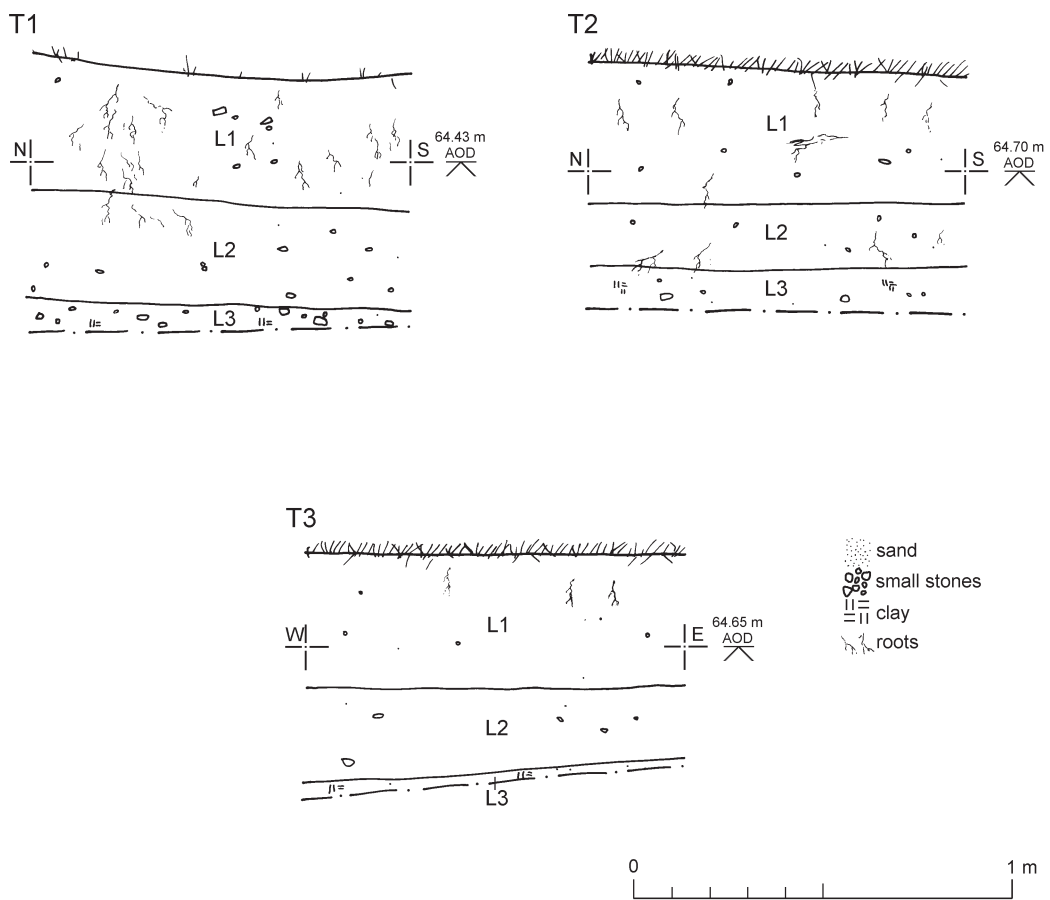 T1
L1
N
S
64.43 m
AOD
L2
L3
T2
L1
N
S
64.70 m
AOD
L2
L3
T3
L1
W
E
64.65 m
AOD
L2
L3
sand
small stones
clay
roots
0
1 m